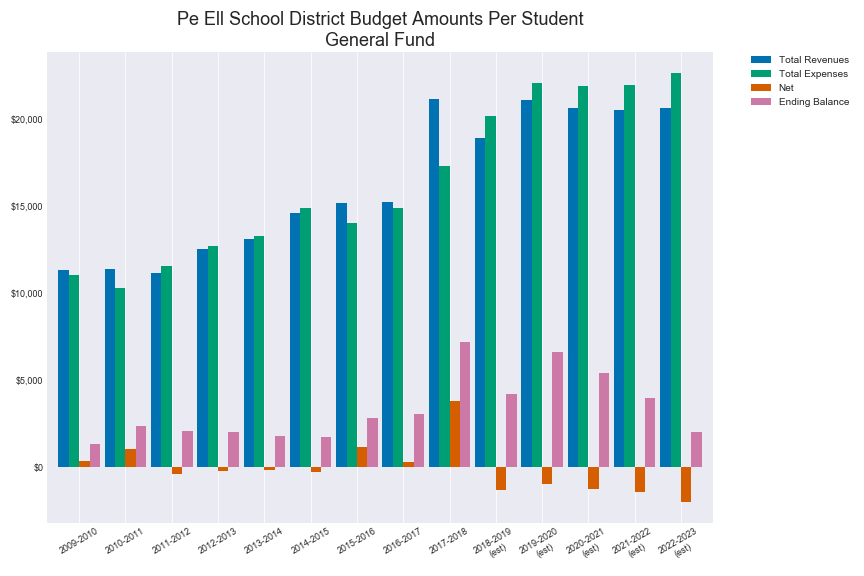 Pe Ell School District Budget Amounts Per Student
General Fund
Total Revenues
Total Expenses
Net
Ending Balance
$20,000
$15,000
$10,000
$5,000
$0
2009-2010
2010-2011
2011-2012
2012-2013
2013-2014
2014-2015
2015-2016
2016-2017
2017-2018
2018-2019
(est)
2019-2020
(est)
2020-2021
(est)
2021-2022
(est)
2022-2023
(est)